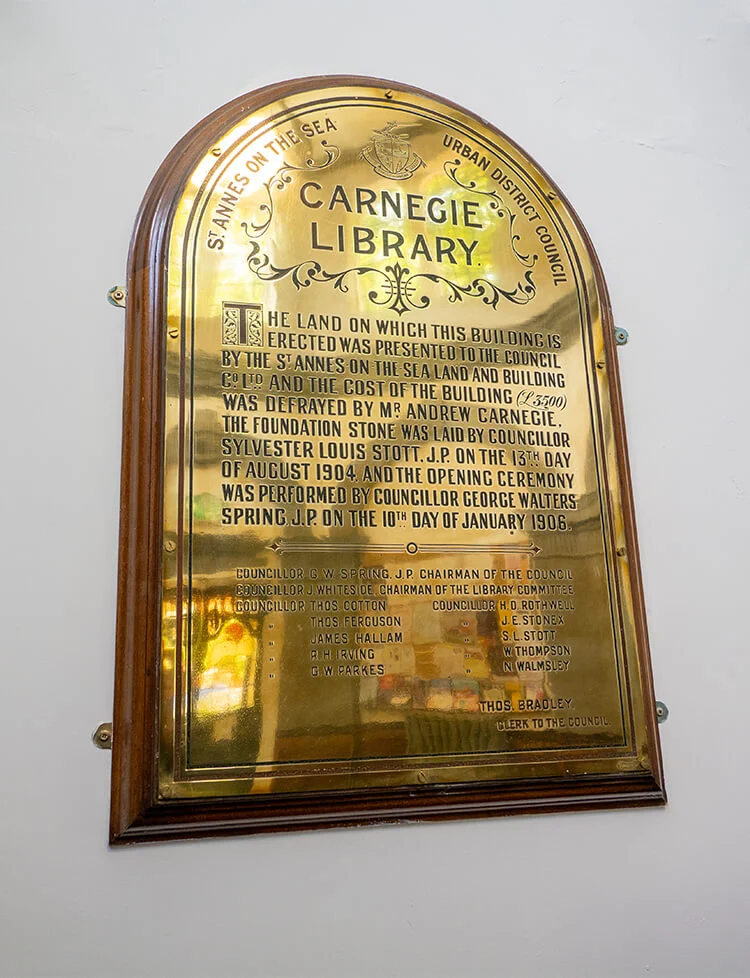 ST ANNES ON THE SEA
URBAN DISTRICT COUNCIL
CARNEGIE
LIBRARY.
THE LAND ON WHICH THIS BUILDING IS
ERECTED WAS PRESENTED TO THE COUNCIL
BY THE ST ANNES ON THE SEA LAND AND BUILDING
CO LTD AND THE COST OF THE BUILDING (£3500)
WAS DEFRAYED BY MR ANDREW CARNEGIE.
THE FOUNDATION STONE WAS LAID BY COUNCILLOR
SYLVESTER LOUIS STOTT. J.P. ON THE 13TH DAY
OF AUGUST 1904. AND THE OPENING CEREMONY
WAS PERFORMED BY COUNCILLOR GEORGE WALTERS
SPRING. J.P. ON THE 10TH DAY OF JANUARY 1906.
COUNCILLOR G. W. SPRING. J.P. CHAIRMAN OF THE COUNCIL
COUNCILLOR J. WHITESIDE, CHAIRMAN OF THE LIBRARY COMMITTEE
COUNCILLOR THOS. COTTON COUNCILLOR H. D. ROTHWELL
" THOS. FERGUSON " J. E. STONEX
" JAMES HALLAM " S. L. STOTT
" R. H. IRVING " W. THOMPSON
" G. W. PARKES " N. WALMSLEY
THOS. BRADLEY.
CLERK TO THE COUNCIL.